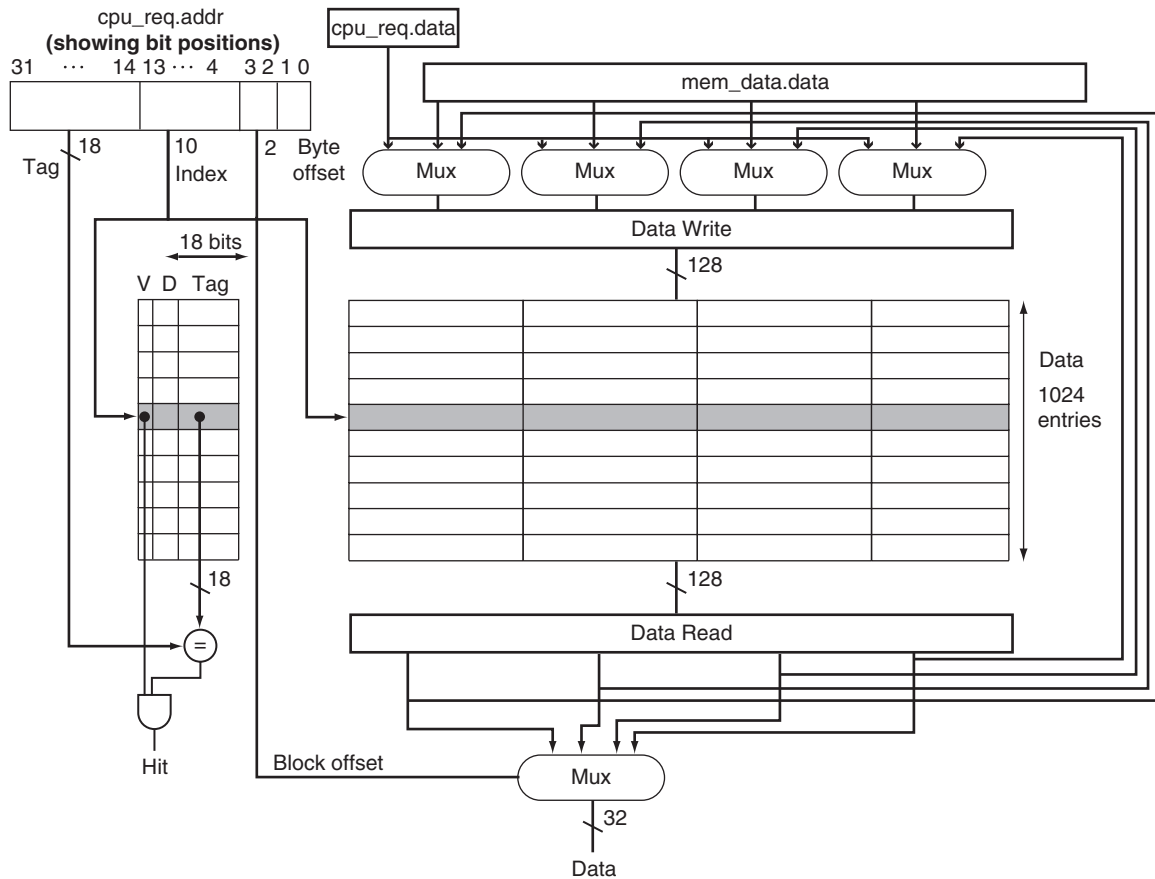 cpu_req.addr
(showing bit positions)
31 ··· 14 13 ··· 4 3 2 1 0
cpu_req.data
mem_data.data
18
Tag
10
Index
2
Byte
offset
Mux
Mux
Mux
Mux
Data Write
18 bits
128
V D Tag
Data
1024
entries
18
128
=
Data Read
Hit
Block offset
Mux
32
Data